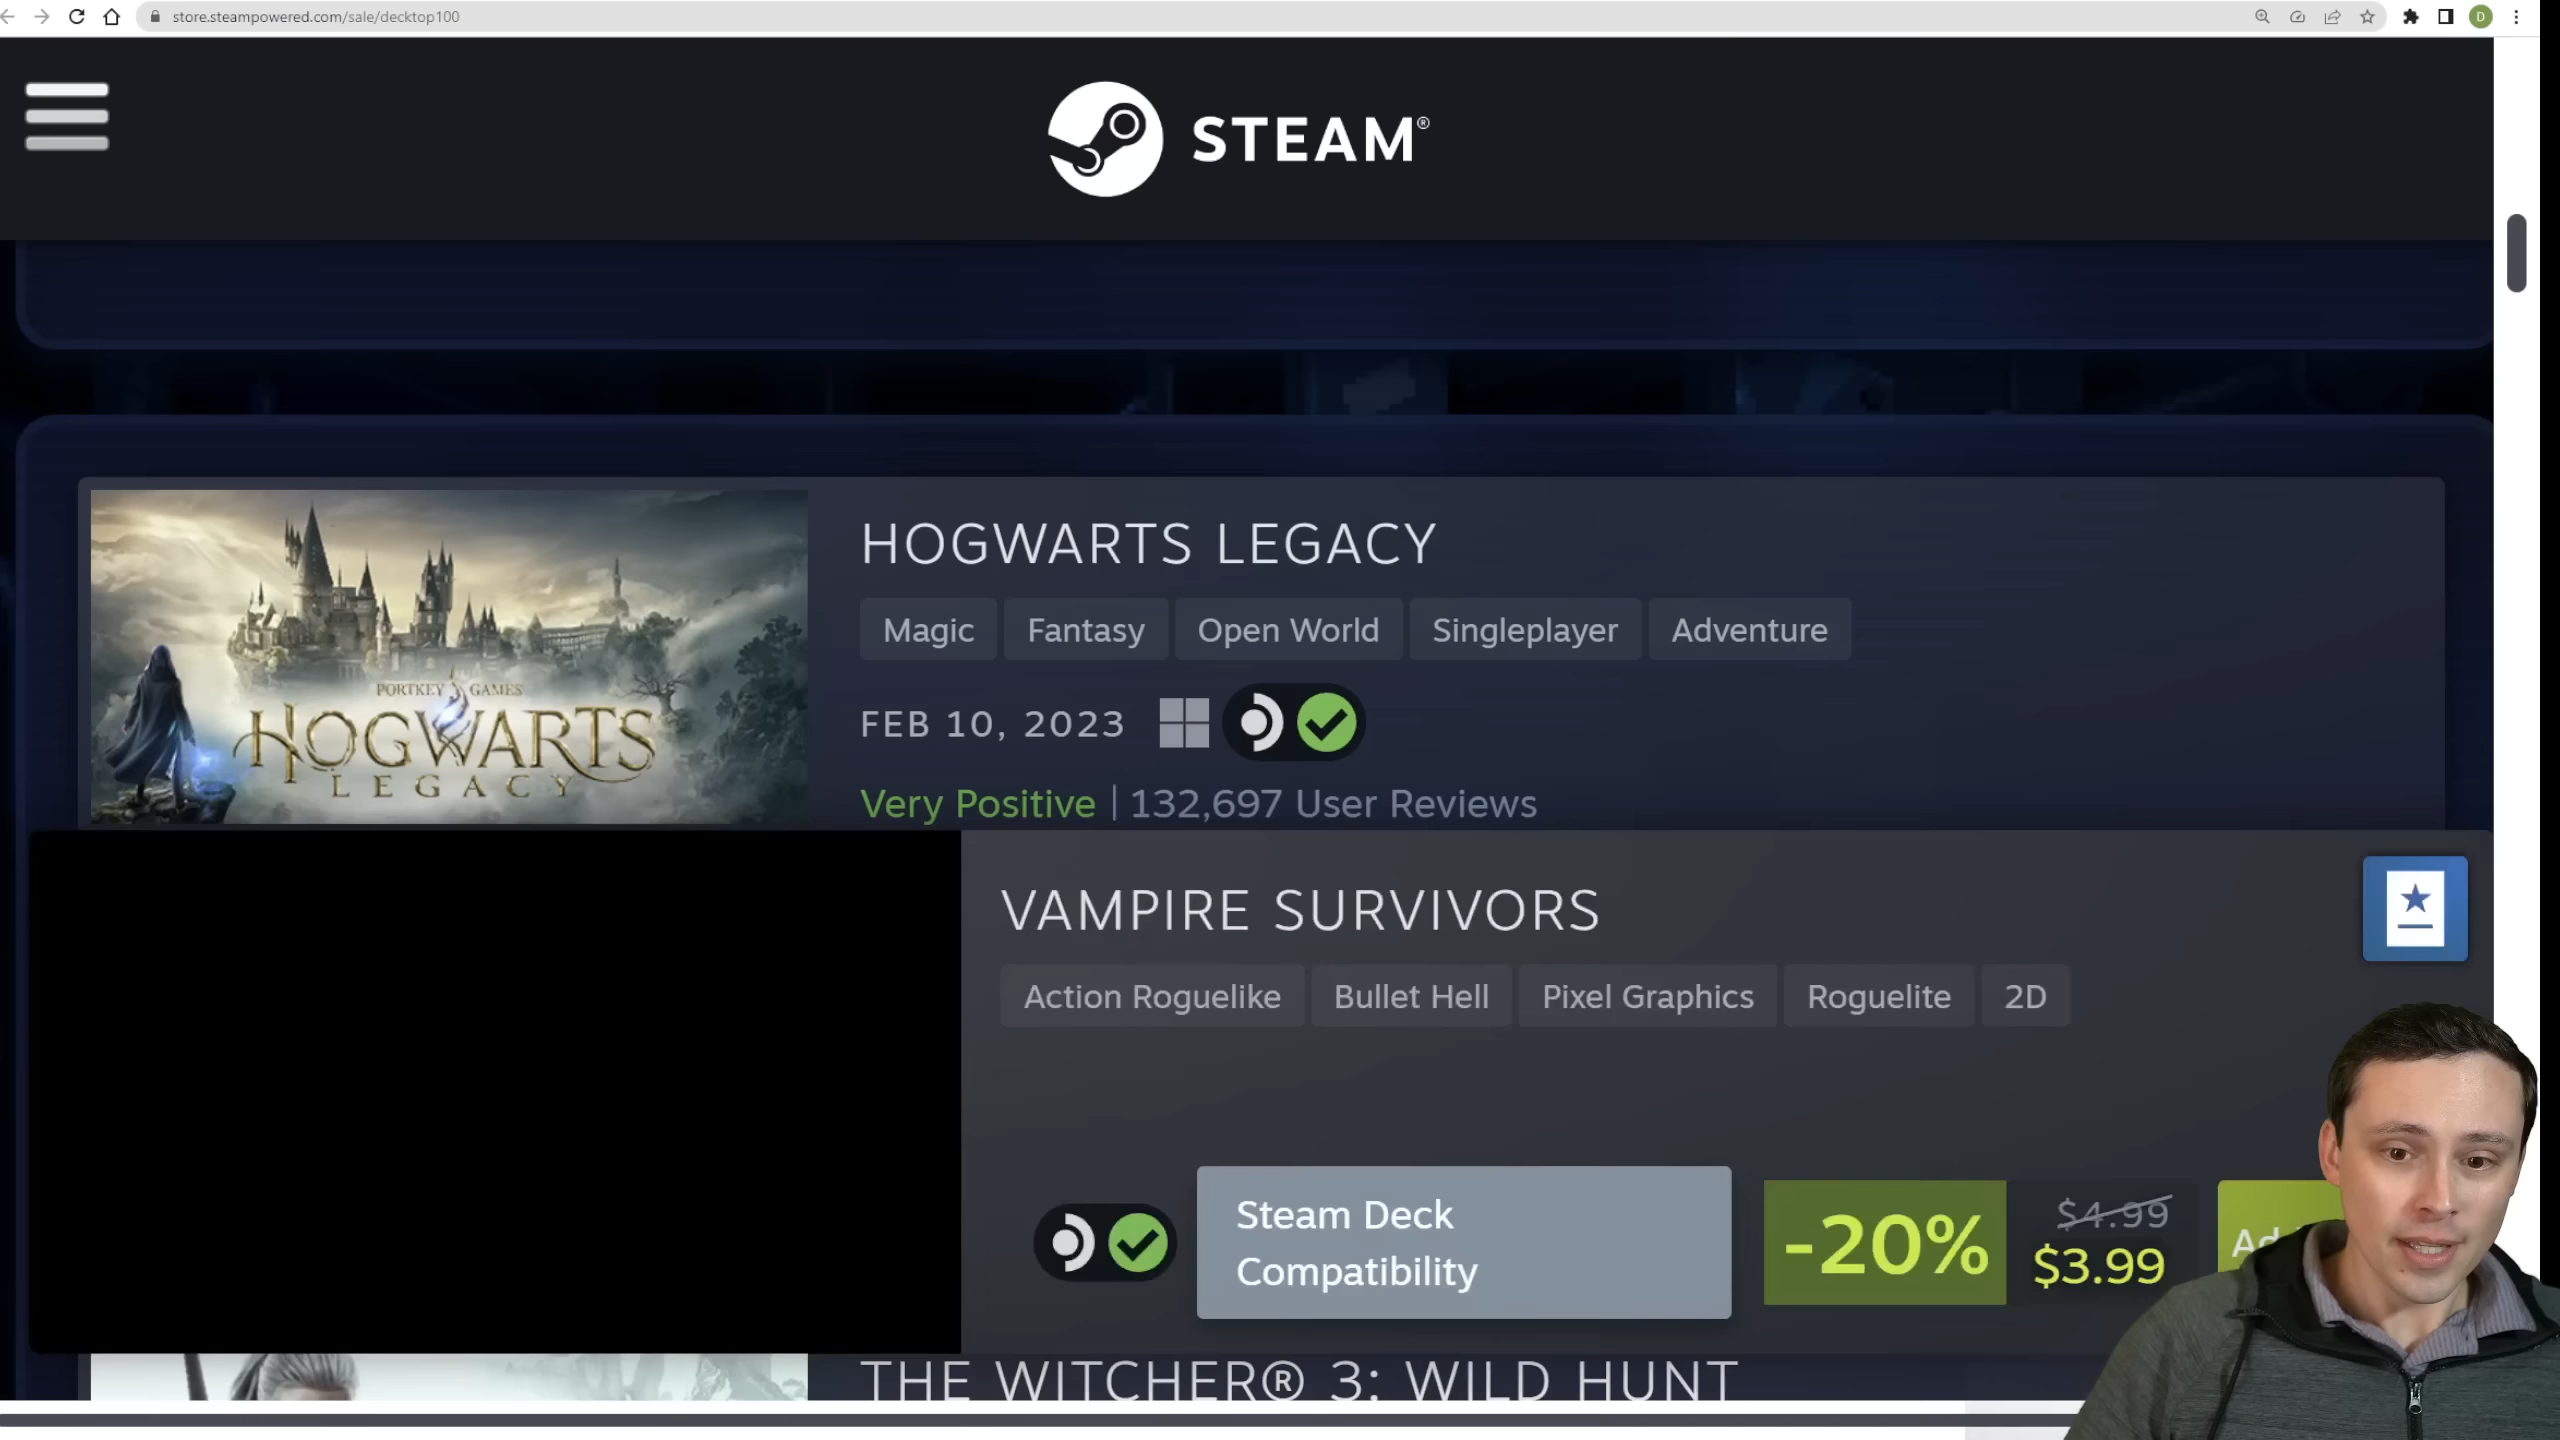 store.steampowered.com/sale/decktop100
D
STEAM®
HOGWARTS LEGACY
Magic Fantasy Open World Singleplayer Adventure
FEB 10, 2023
Very Positive | 132,697 User Reviews
PORTKEY GAMES
HOGWARTS
LEGACY
VAMPIRE SURVIVORS
Action Roguelike Bullet Hell Pixel Graphics Roguelite 2D
Steam Deck
Compatibility
-20%
$4.99
$3.99
THE WITCHER® 3: WILD HUNT